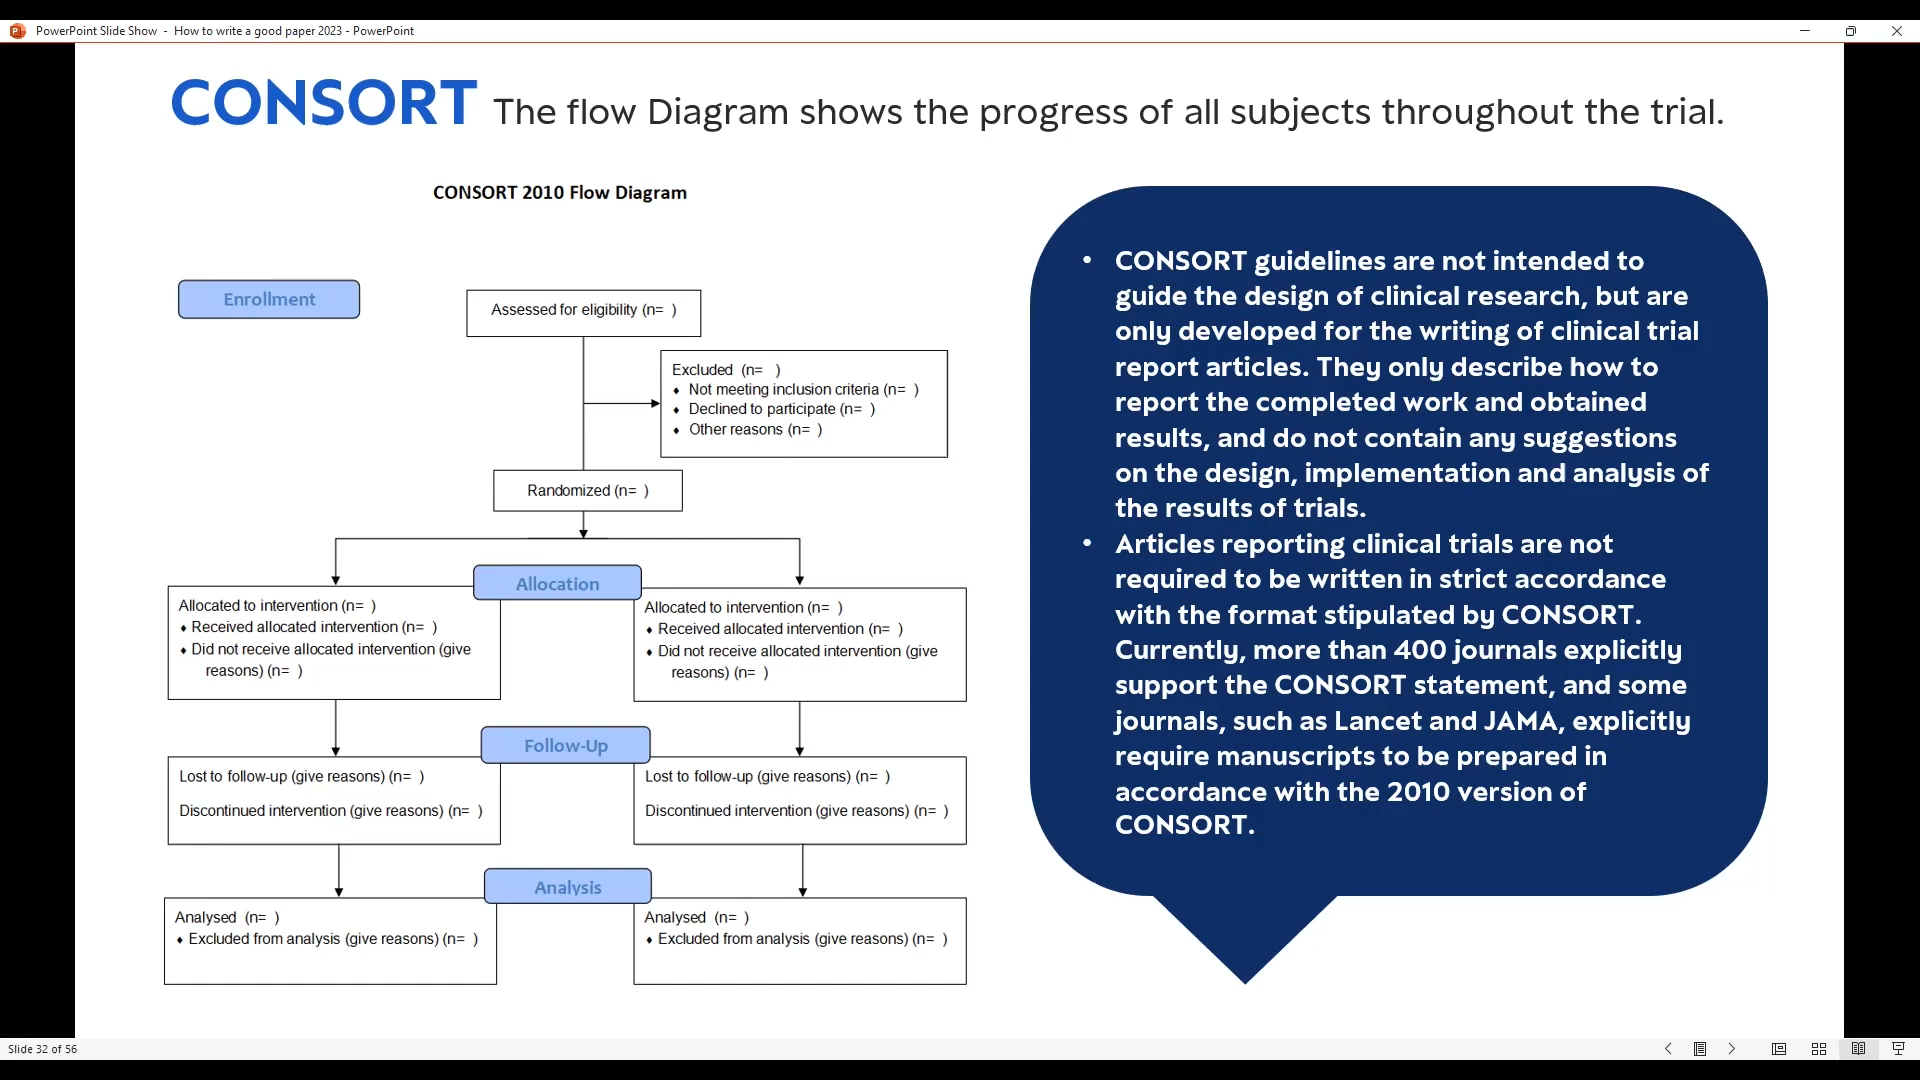 PowerPoint Slide Show - How to write a good paper 2023 - PowerPoint
CONSORT The flow Diagram shows the progress of all subjects throughout the trial.
CONSORT 2010 Flow Diagram
Enrollment
Assessed for eligibility (n= )
Excluded (n= )
♦ Not meeting inclusion criteria (n= )
♦ Declined to participate (n= )
♦ Other reasons (n= )
Randomized (n= )
Allocation
Allocated to intervention (n= )
♦ Received allocated intervention (n= )
♦ Did not receive allocated intervention (give
reasons) (n= )
Allocated to intervention (n= )
♦ Received allocated intervention (n= )
♦ Did not receive allocated intervention (give
reasons) (n= )
Follow-Up
Lost to follow-up (give reasons) (n= )
Discontinued intervention (give reasons) (n= )
Lost to follow-up (give reasons) (n= )
Discontinued intervention (give reasons) (n= )
Analysis
Analysed (n= )
♦ Excluded from analysis (give reasons) (n= )
Analysed (n= )
♦ Excluded from analysis (give reasons) (n= )
• CONSORT guidelines are not intended to
guide the design of clinical research, but are
only developed for the writing of clinical trial
report articles. They only describe how to
report the completed work and obtained
results, and do not contain any suggestions
on the design, implementation and analysis of
the results of trials.
• Articles reporting clinical trials are not
required to be written in strict accordance
with the format stipulated by CONSORT.
Currently, more than 400 journals explicitly
support the CONSORT statement, and some
journals, such as Lancet and JAMA, explicitly
require manuscripts to be prepared in
accordance with the 2010 version of
CONSORT.
Slide 32 of 56